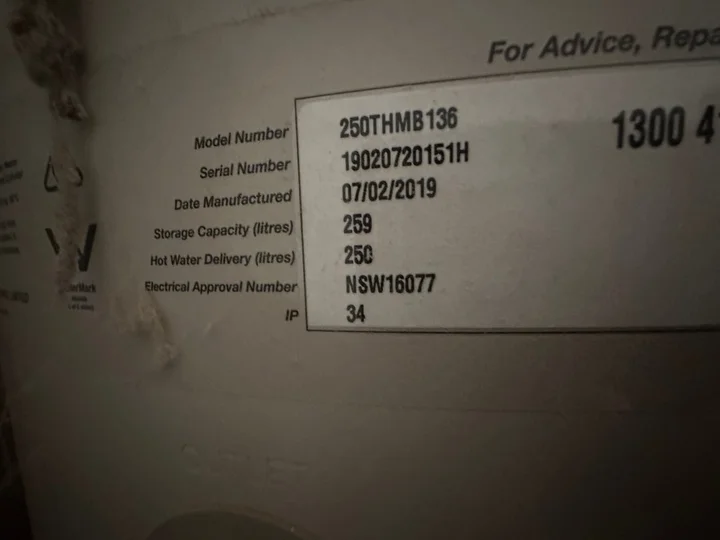 For Advice, Repa
Model Number 250THMB136
1300 4
Serial Number 19020720151H
Date Manufactured 07/02/2019
Storage Capacity (litres) 259
Hot Water Delivery (litres) 250
Electrical Approval Number NSW16077
IP 34